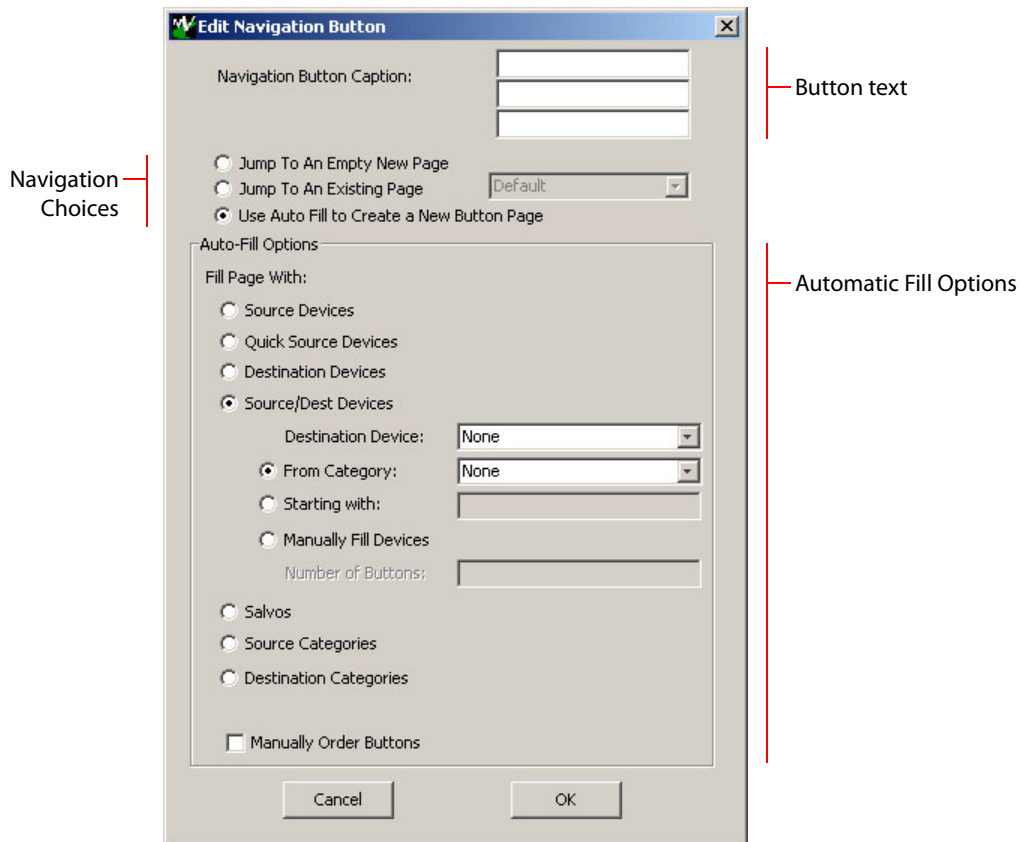 Edit Navigation Button
Navigation Button Caption:
Button text
Navigation
Choices
Jump To An Empty New Page
Jump To An Existing Page Default
Use Auto Fill to Create a New Button Page
Auto-Fill Options
Automatic Fill Options
Fill Page With:
Source Devices
Quick Source Devices
Destination Devices
Source/Dest Devices
Destination Device: None
From Category: None
Starting with:
Manually Fill Devices
Number of Buttons:
Salvos
Source Categories
Destination Categories
Manually Order Buttons
Cancel OK